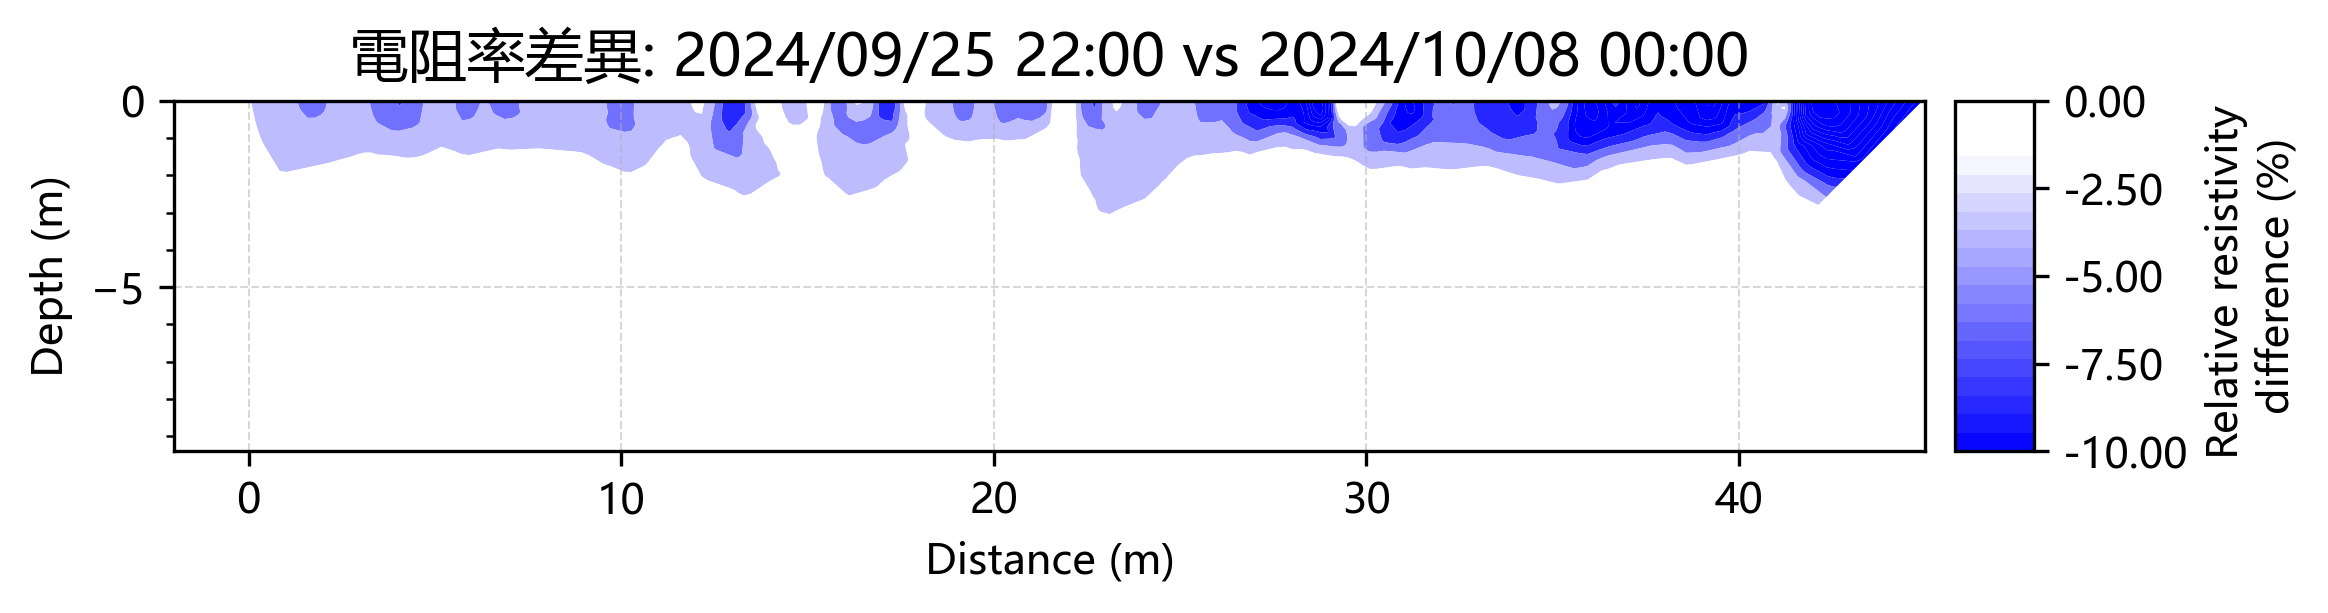 電阻率差異: 2024/09/25 22:00 vs 2024/10/08 00:00
0
−5
Depth (m)
0 10 20 30 40
Distance (m)
0.00
-2.50
-5.00
-7.50
-10.00
Relative resistivity
difference (%)